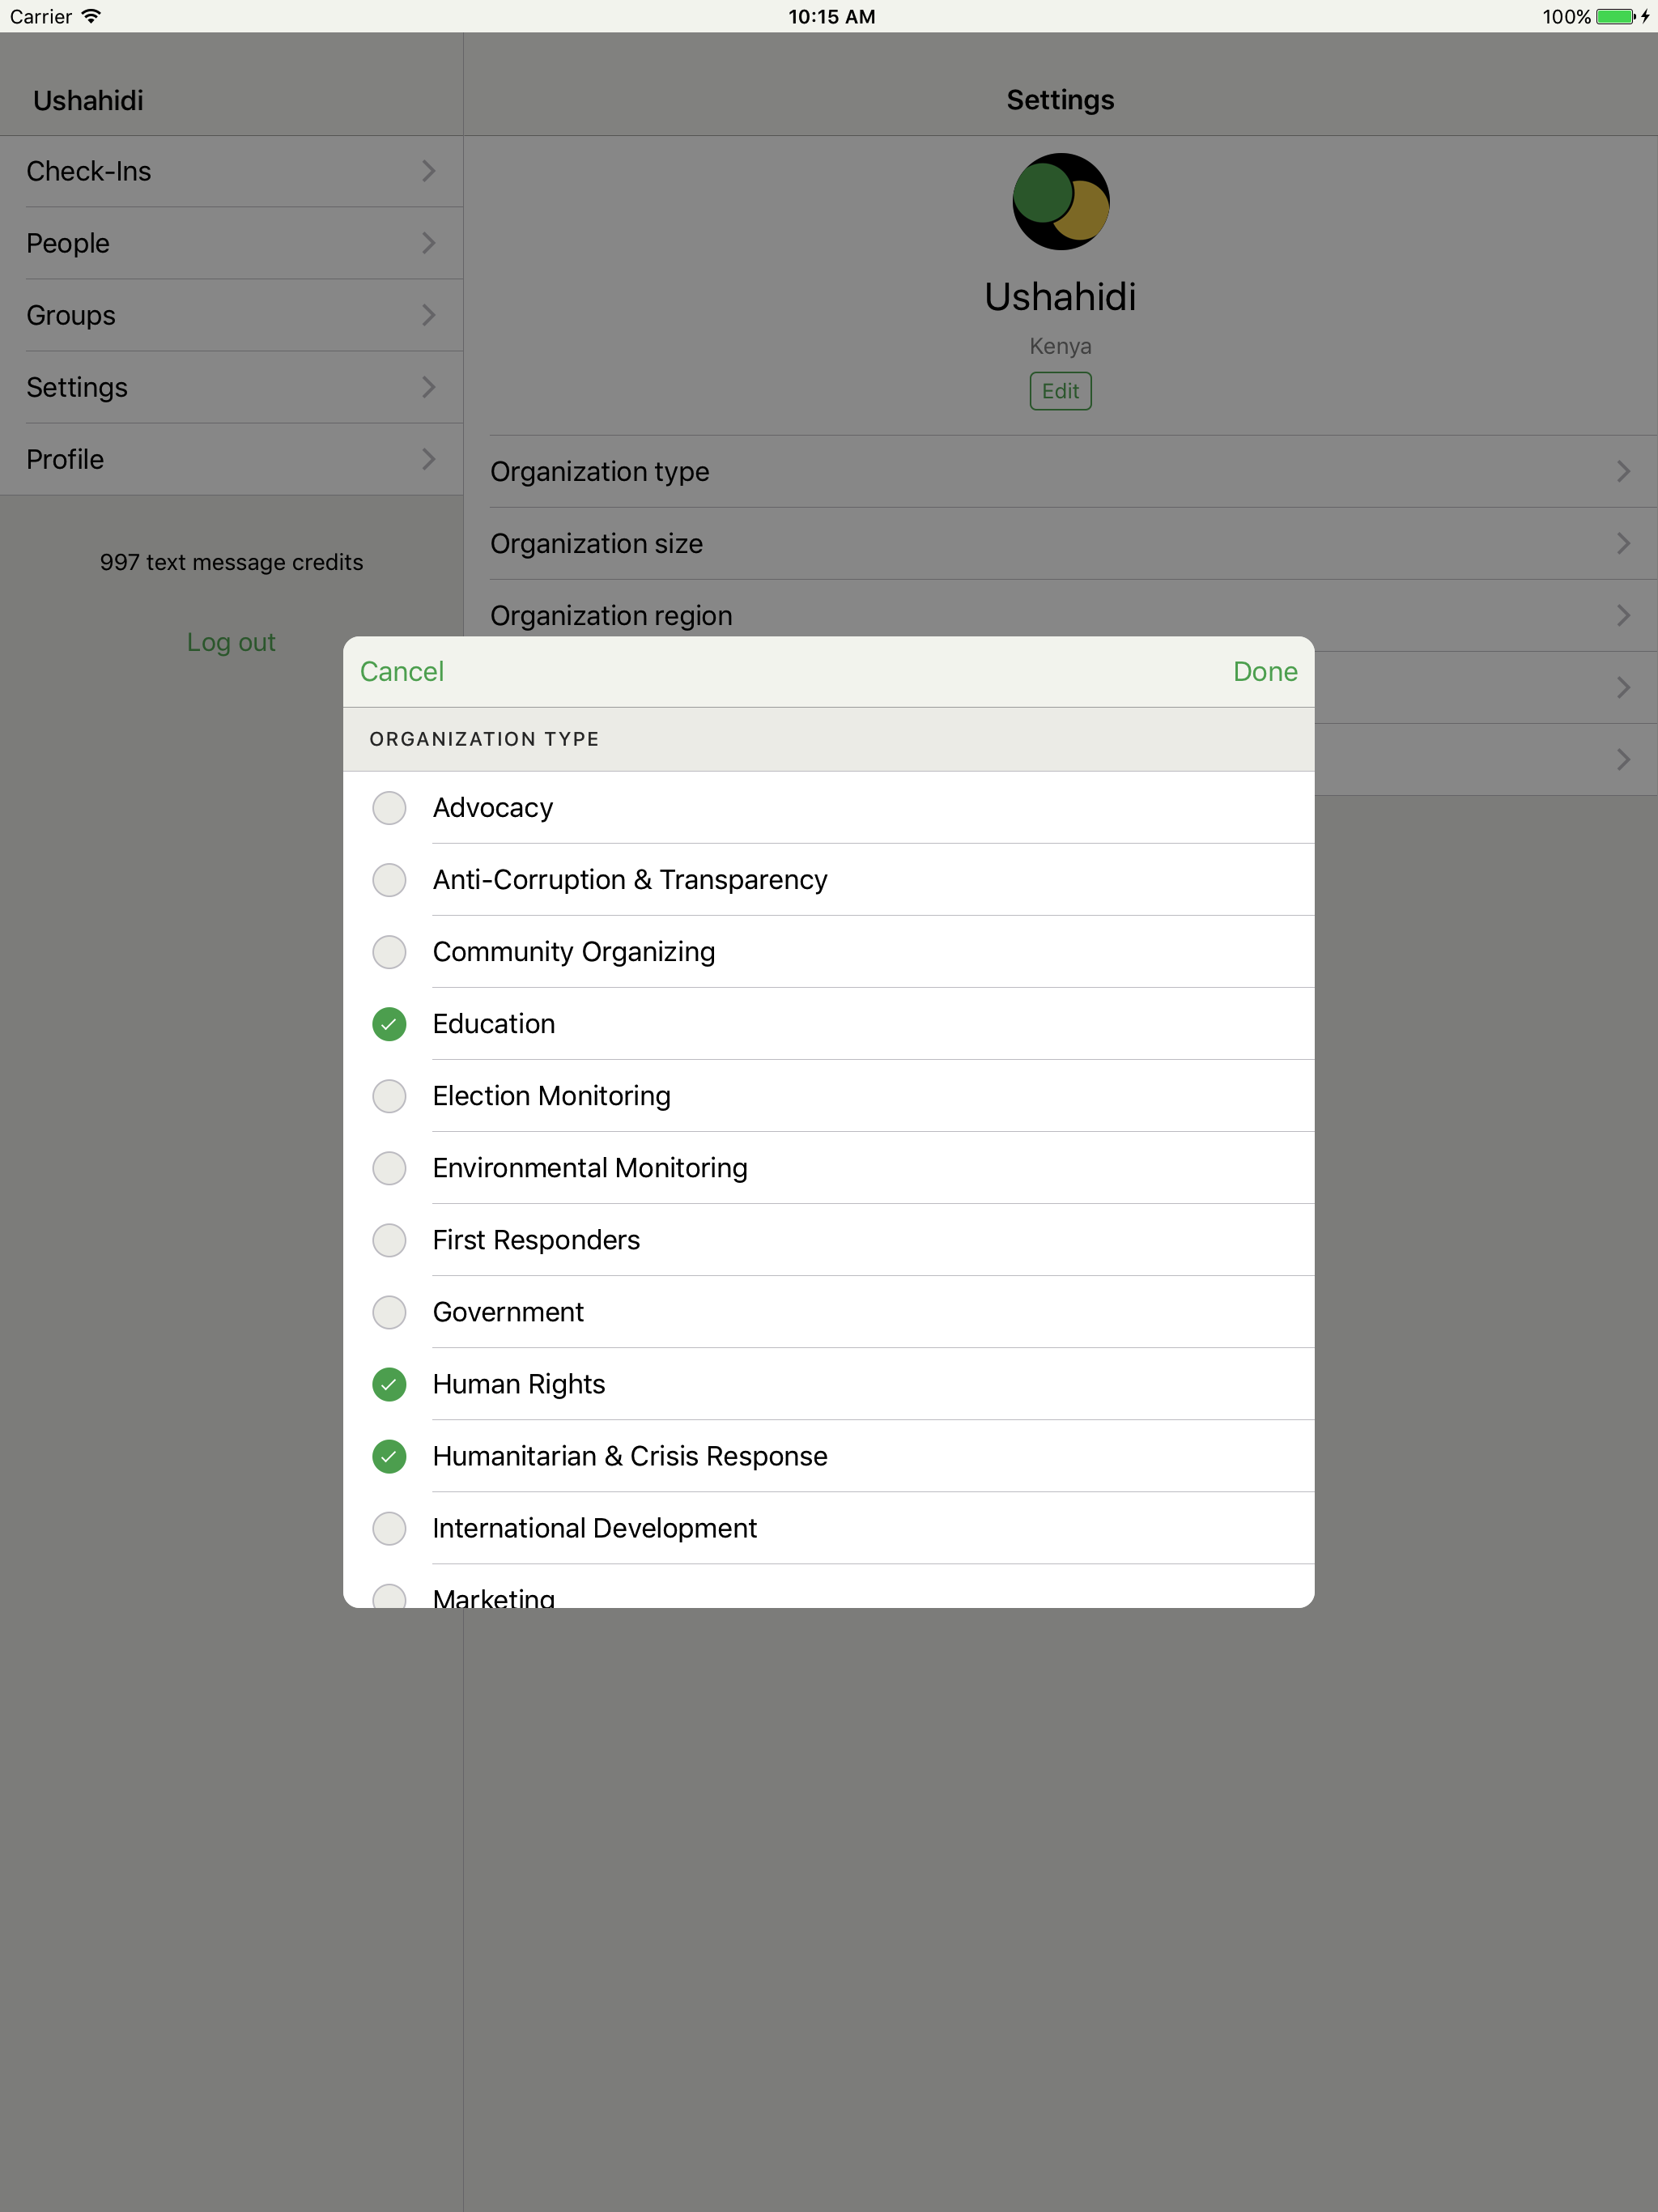 Carrier
10:15 AM
100%
Ushahidi
Settings
Check-Ins
People
Groups
Settings
Profile
997 text message credits
Log out
Ushahidi
Kenya
Edit
Organization type
Organization size
Organization region
Cancel
Done
ORGANIZATION TYPE
Advocacy
Anti-Corruption & Transparency
Community Organizing
Education
Election Monitoring
Environmental Monitoring
First Responders
Government
Human Rights
Humanitarian & Crisis Response
International Development
Marketing